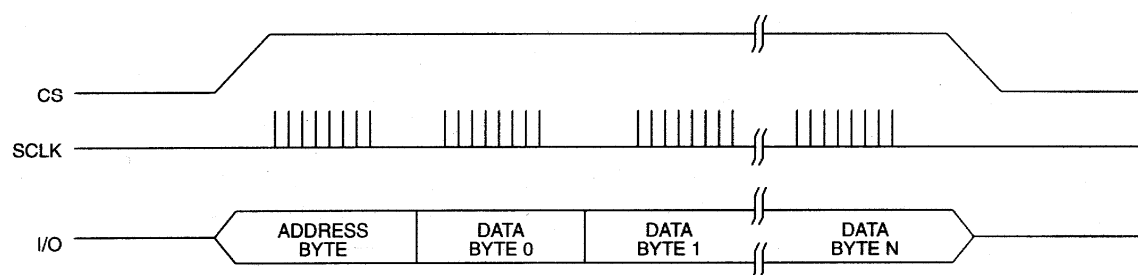 CS
SCLK
I/O
ADDRESS
BYTE
DATA
BYTE 0
DATA
BYTE 1
DATA
BYTE N